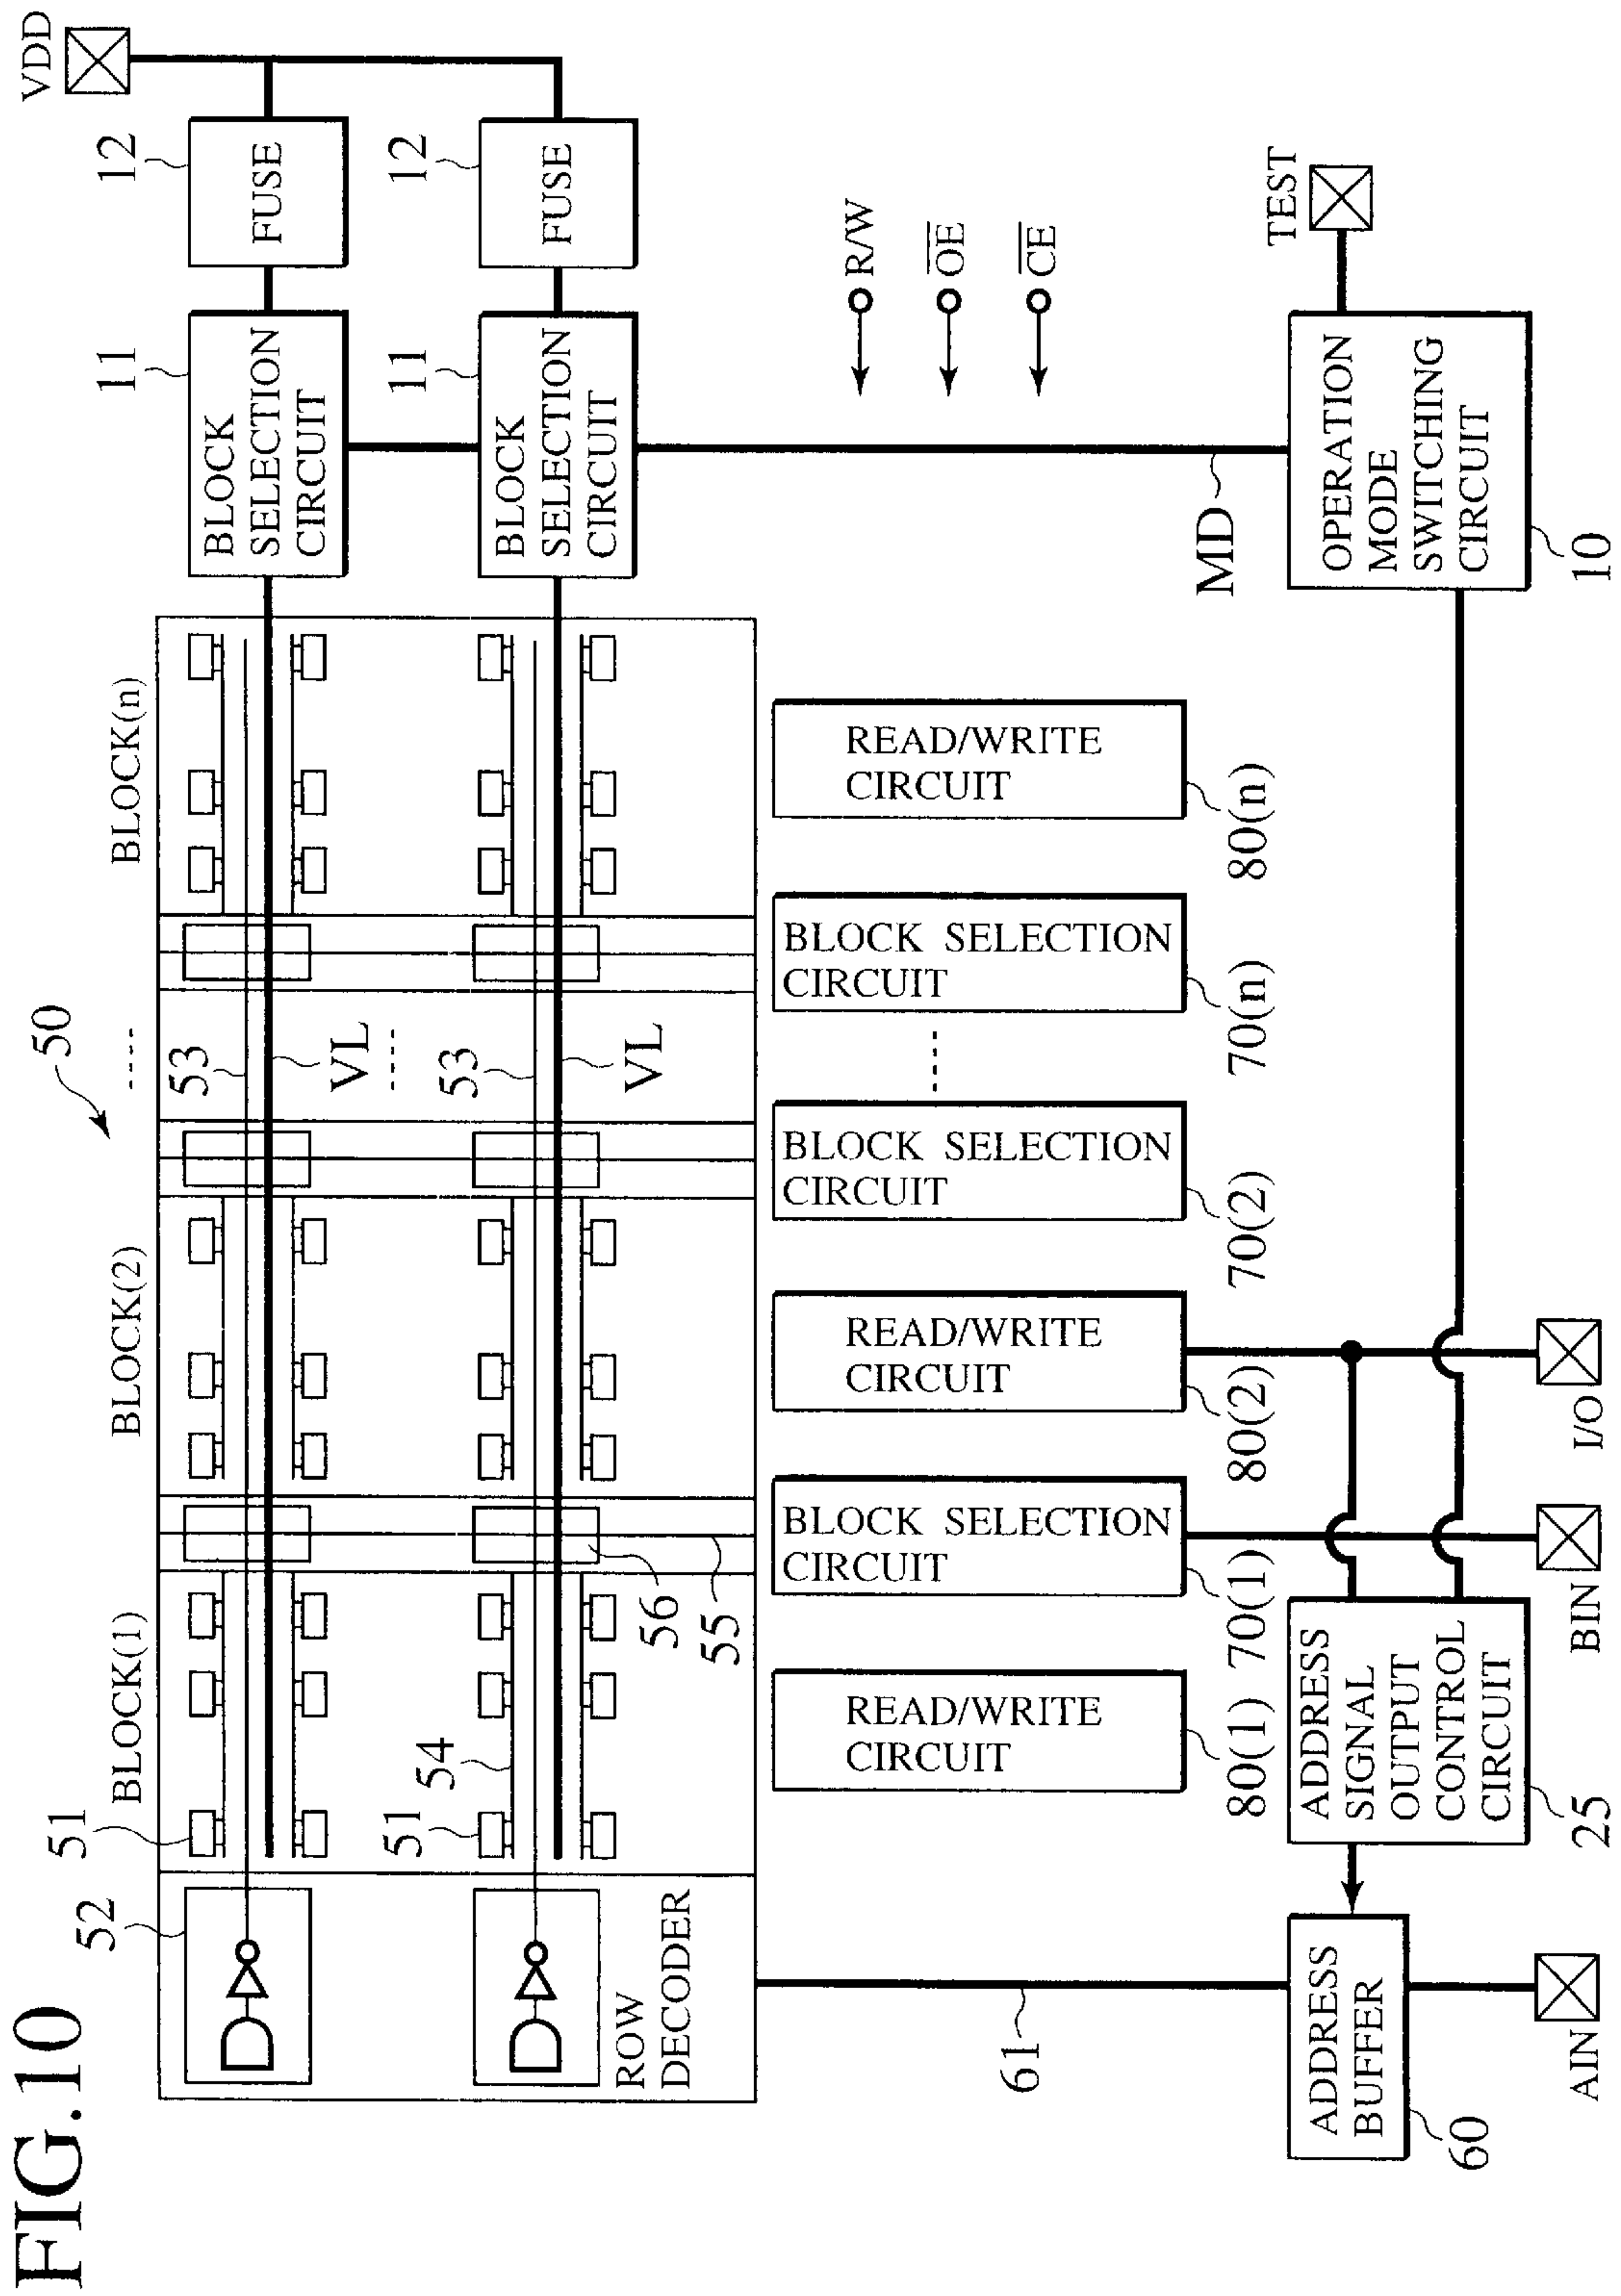 FIG.10
50
BLOCK(1)
BLOCK(2)
----
BLOCK(n)
VDD
51
52
53
VL
11
BLOCK
SELECTION
CIRCUIT
12
FUSE
----
51
54
53
VL
11
BLOCK
SELECTION
CIRCUIT
12
FUSE
ROW
DECODER
56
55
R/W
OE
CE
READ/WRITE
CIRCUIT
80(1)
BLOCK SELECTION
CIRCUIT
70(1)
READ/WRITE
CIRCUIT
80(2)
BLOCK SELECTION
CIRCUIT
70(2)
----
BLOCK SELECTION
CIRCUIT
70(n)
READ/WRITE
CIRCUIT
80(n)
61
MD
TEST
ADDRESS
BUFFER
60
ADDRESS
SIGNAL
OUTPUT
CONTROL
CIRCUIT
25
OPERATION
MODE
SWITCHING
CIRCUIT
10
AIN
BIN
I/O